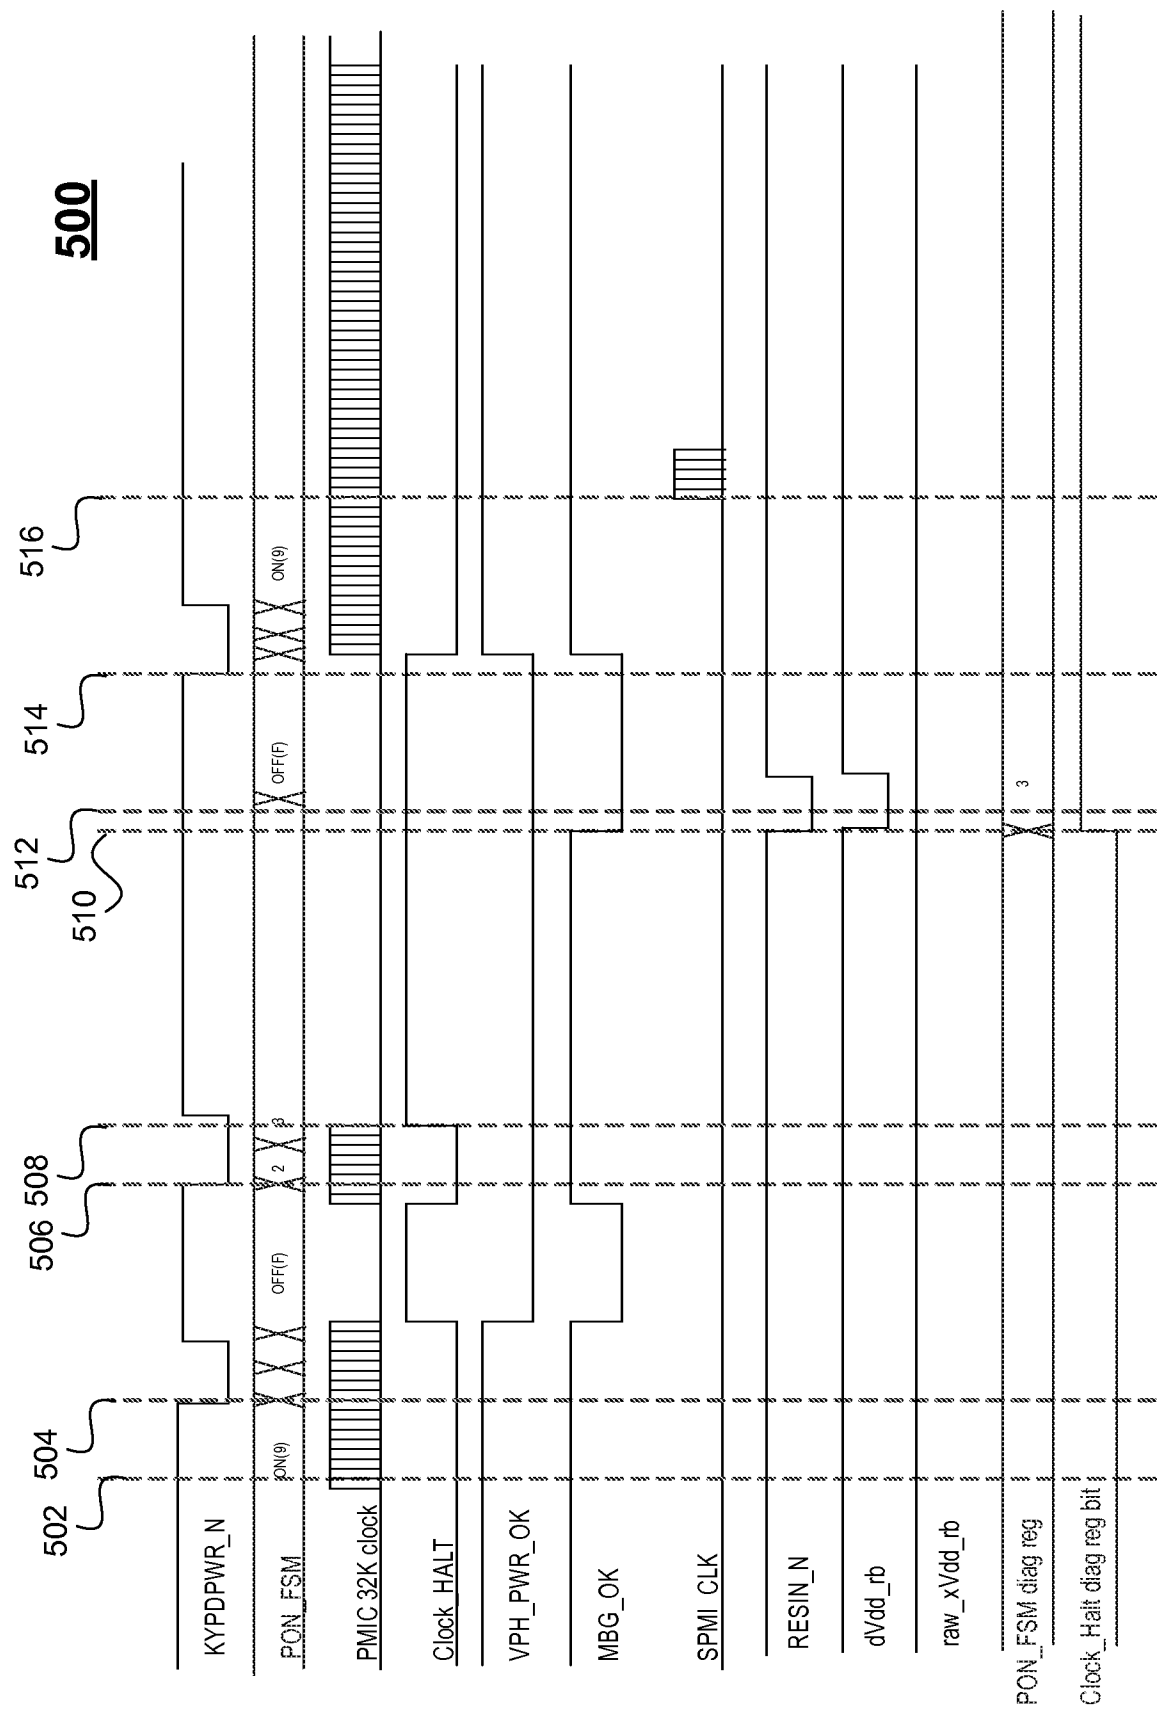 500
502
504
506
508
510
512
514
516
KYPDPWR_N
PON_FSM
ON(9)
OFF(F)
2
3
OFF(F)
ON(9)
PMIC 32K clock
Clock_HALT
VPH_PWR_OK
MBG_OK
SPMI_CLK
RESIN_N
dVdd_rb
raw_xVdd_rb
PON_FSM diag reg
3
Clock_Halt diag reg bit